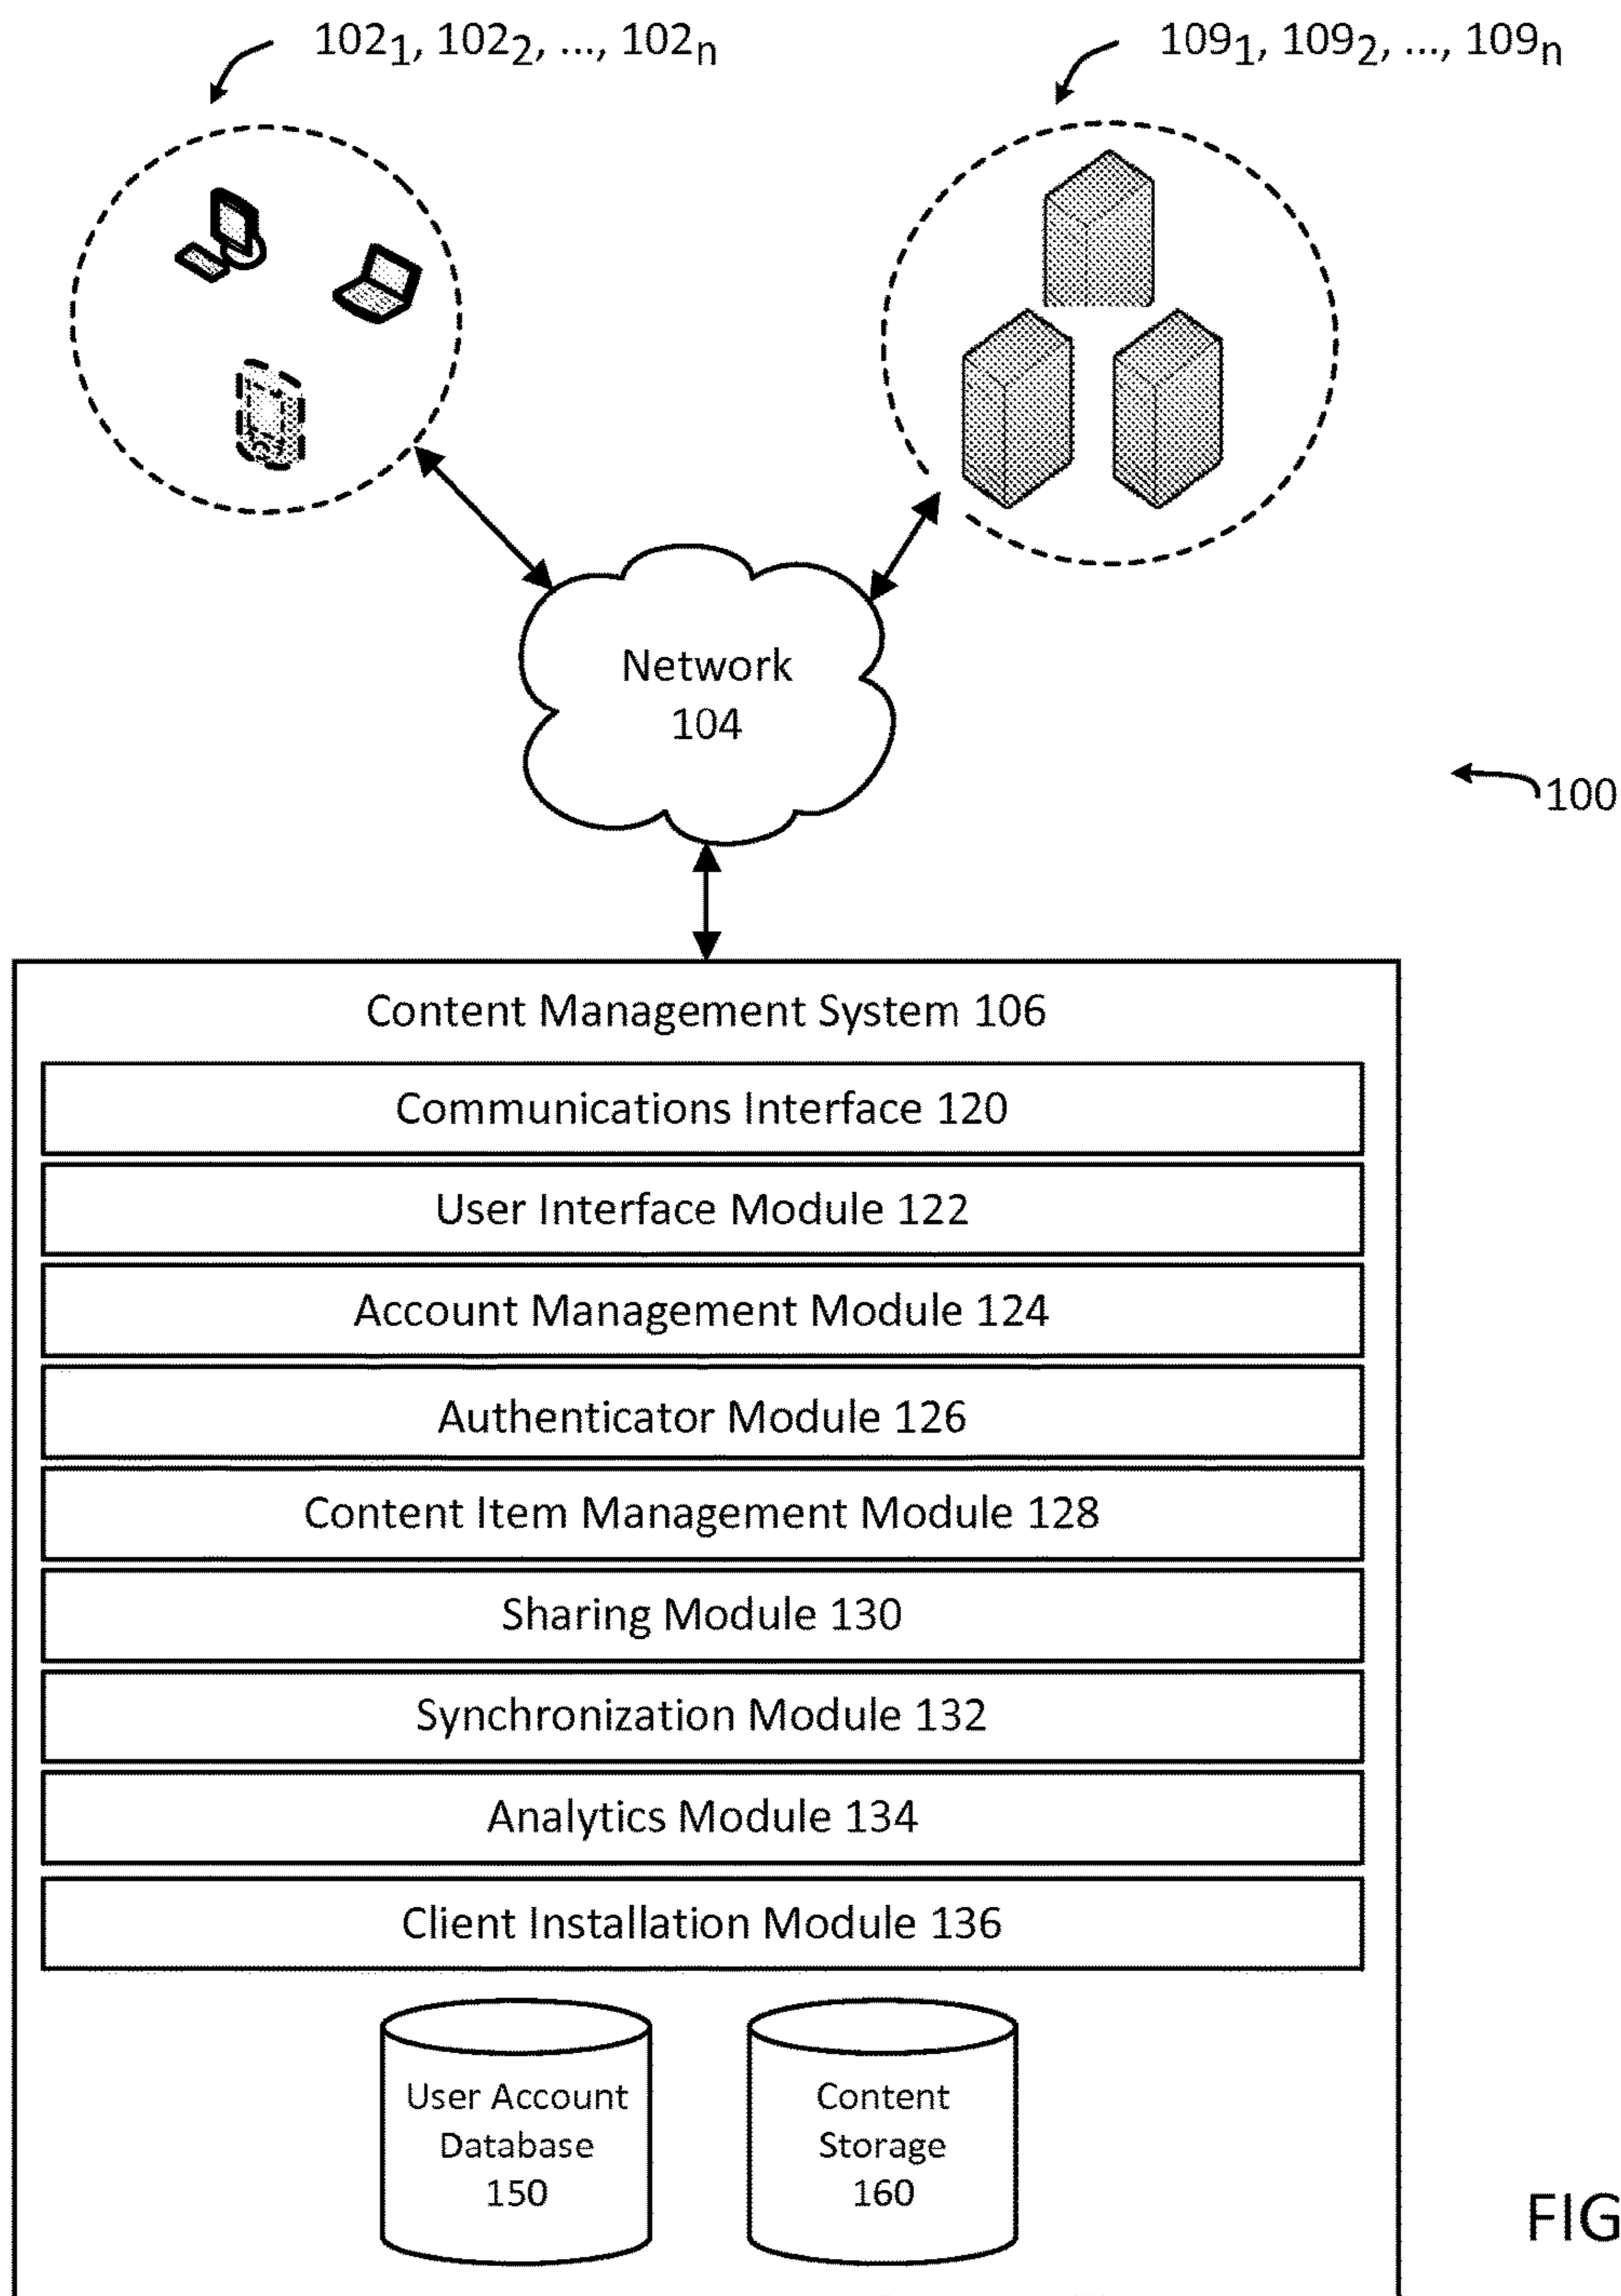 102₁, 102₂, ..., 102ₙ
109₁, 109₂, ..., 109ₙ
Network
104
100
Content Management System 106
Communications Interface 120
User Interface Module 122
Account Management Module 124
Authenticator Module 126
Content Item Management Module 128
Sharing Module 130
Synchronization Module 132
Analytics Module 134
Client Installation Module 136
User Account
Database
150
Content
Storage
160
FIG